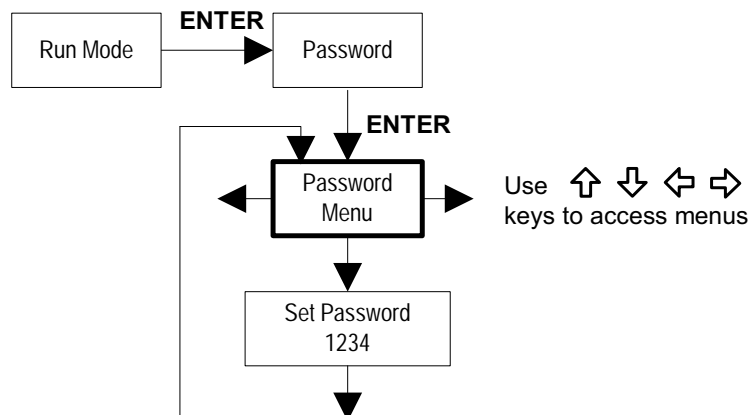 ENTER
Run Mode
Password
ENTER
Password
Menu
Use ⇧ ⇩ ⇦ ⇨
keys to access menus
Set Password
1234